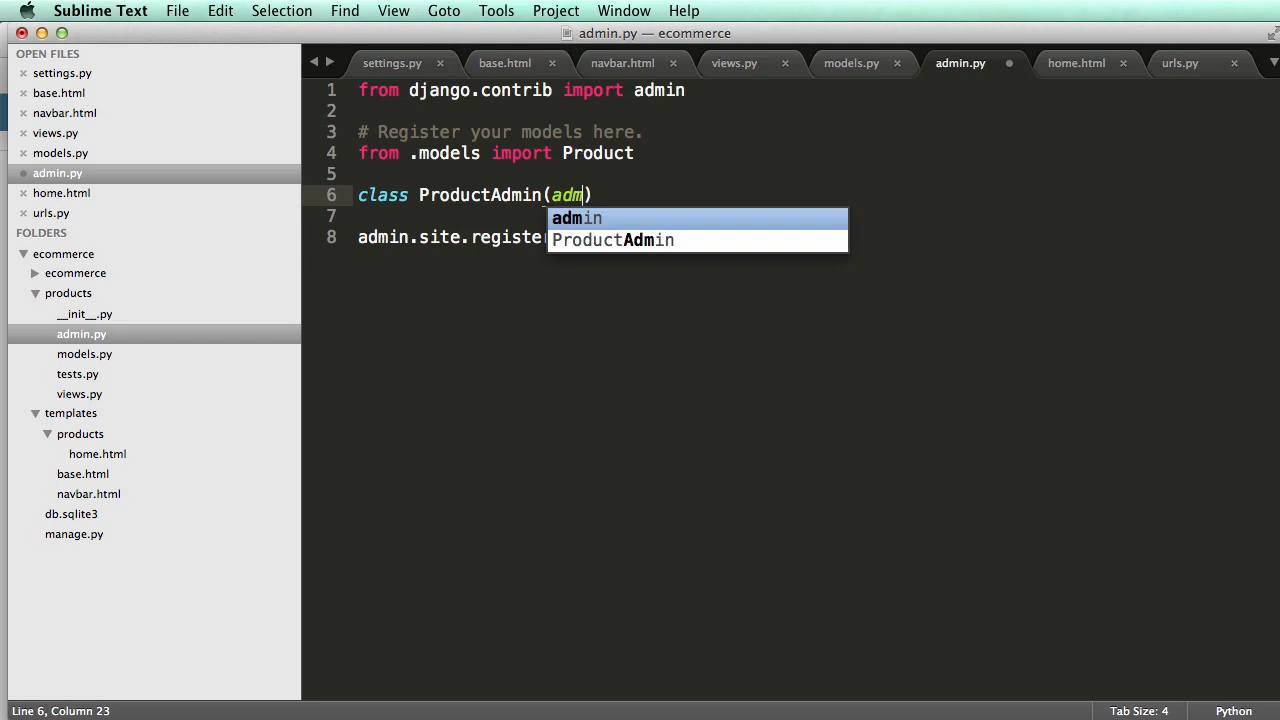 Sublime Text File Edit Selection Find View Goto Tools Project Window Help
admin.py — ecommerce
OPEN FILES
settings.py
base.html
navbar.html
views.py
models.py
admin.py
home.html
urls.py
FOLDERS
ecommerce
ecommerce
products
__init__.py
admin.py
models.py
tests.py
views.py
templates
products
home.html
base.html
navbar.html
db.sqlite3
manage.py
settings.py base.html navbar.html views.py models.py admin.py home.html urls.py
1 from django.contrib import admin
2
3 # Register your models here.
4 from .models import Product
5
6 class ProductAdmin(adm)
7
8 admin.site.register
admin
ProductAdmin
Line 6, Column 23 Tab Size: 4 Python